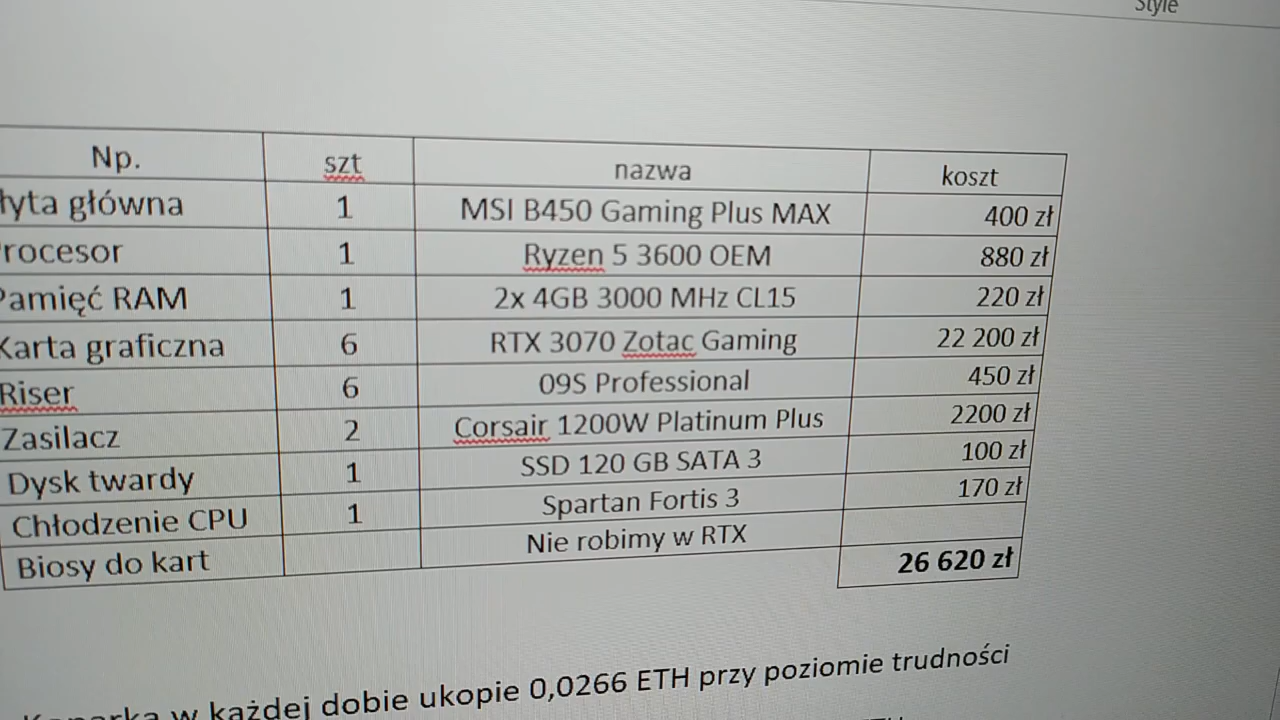 Style
Np. szt nazwa koszt
łyta główna 1 MSI B450 Gaming Plus MAX 400 zł
rocesor 1 Ryzen 5 3600 OEM 880 zł
Pamięć RAM 1 2x 4GB 3000 MHz CL15 220 zł
Karta graficzna 6 RTX 3070 Zotac Gaming 22 200 zł
Riser 6 09S Professional 450 zł
Zasilacz 2 Corsair 1200W Platinum Plus 2200 zł
Dysk twardy 1 SSD 120 GB SATA 3 100 zł
Chłodzenie CPU 1 Spartan Fortis 3 170 zł
Biosy do kart Nie robimy w RTX
26 620 zł
Koparka w każdej dobie ukopie 0,0266 ETH przy poziomie trudności